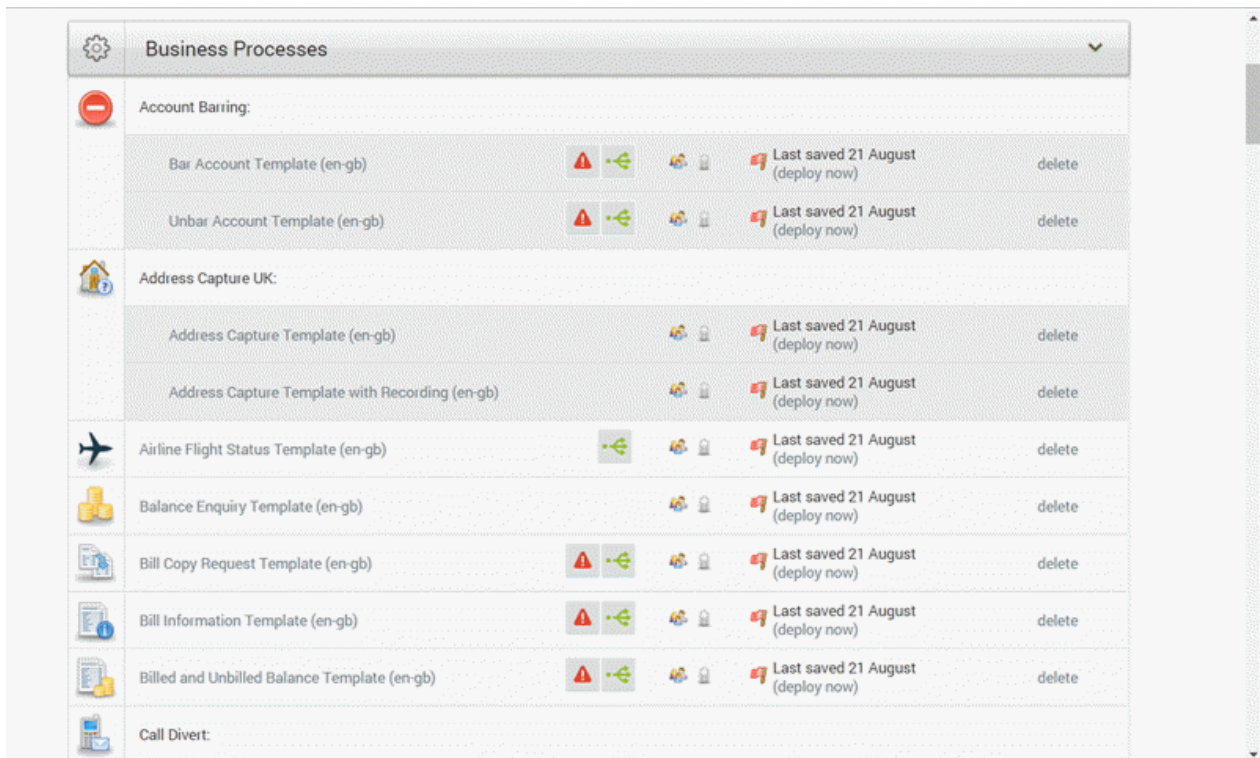 Business Processes
Account Barring:
Bar Account Template (en-gb)
Last saved 21 August
(deploy now)
delete
Unbar Account Template (en-gb)
Last saved 21 August
(deploy now)
delete
Address Capture UK:
Address Capture Template (en-gb)
Last saved 21 August
(deploy now)
delete
Address Capture Template with Recording (en-gb)
Last saved 21 August
(deploy now)
delete
Airline Flight Status Template (en-gb)
Last saved 21 August
(deploy now)
delete
Balance Enquiry Template (en-gb)
Last saved 21 August
(deploy now)
delete
Bill Copy Request Template (en-gb)
Last saved 21 August
(deploy now)
delete
Bill Information Template (en-gb)
Last saved 21 August
(deploy now)
delete
Billed and Unbilled Balance Template (en-gb)
Last saved 21 August
(deploy now)
delete
Call Divert: